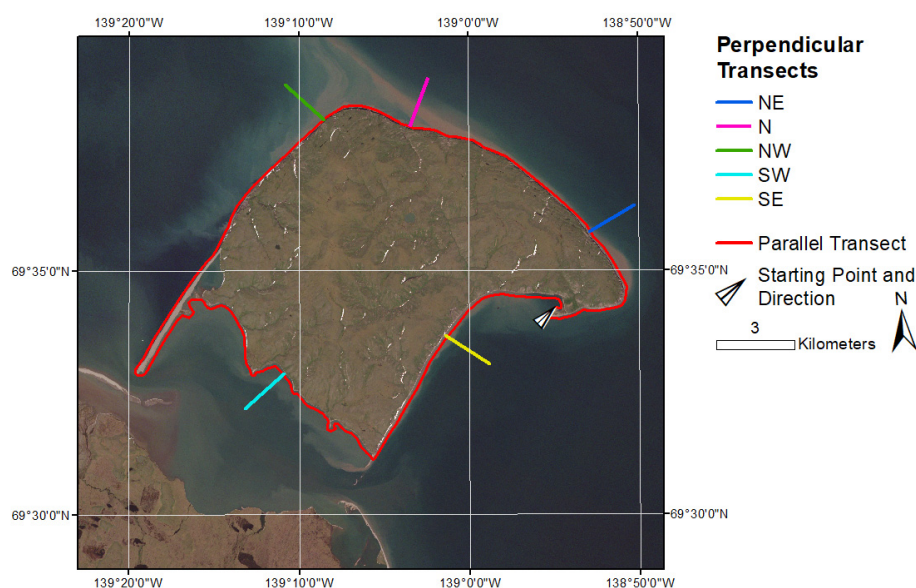 139°20'0"W 139°10'0"W 139°0'0"W 138°50'0"W
69°35'0"N 69°35'0"N
69°30'0"N 69°30'0"N
139°20'0"W 139°10'0"W 139°0'0"W 138°50'0"W
Perpendicular
Transects
NE
N
NW
SW
SE
Parallel Transect
Starting Point and
Direction
N
3
Kilometers